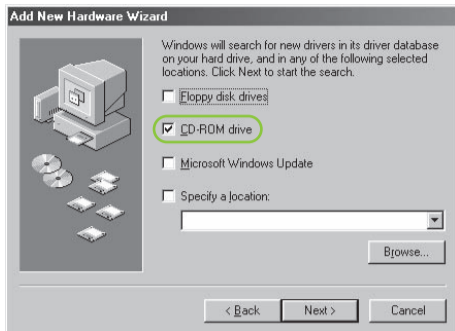 Add New Hardware Wizard
Windows will search for new drivers in its driver database
on your hard drive, and in any of the following selected
locations. Click Next to start the search.
Floppy disk drives
CD-ROM drive
Microsoft Windows Update
Specify a location:
Browse...
< Back
Next >
Cancel